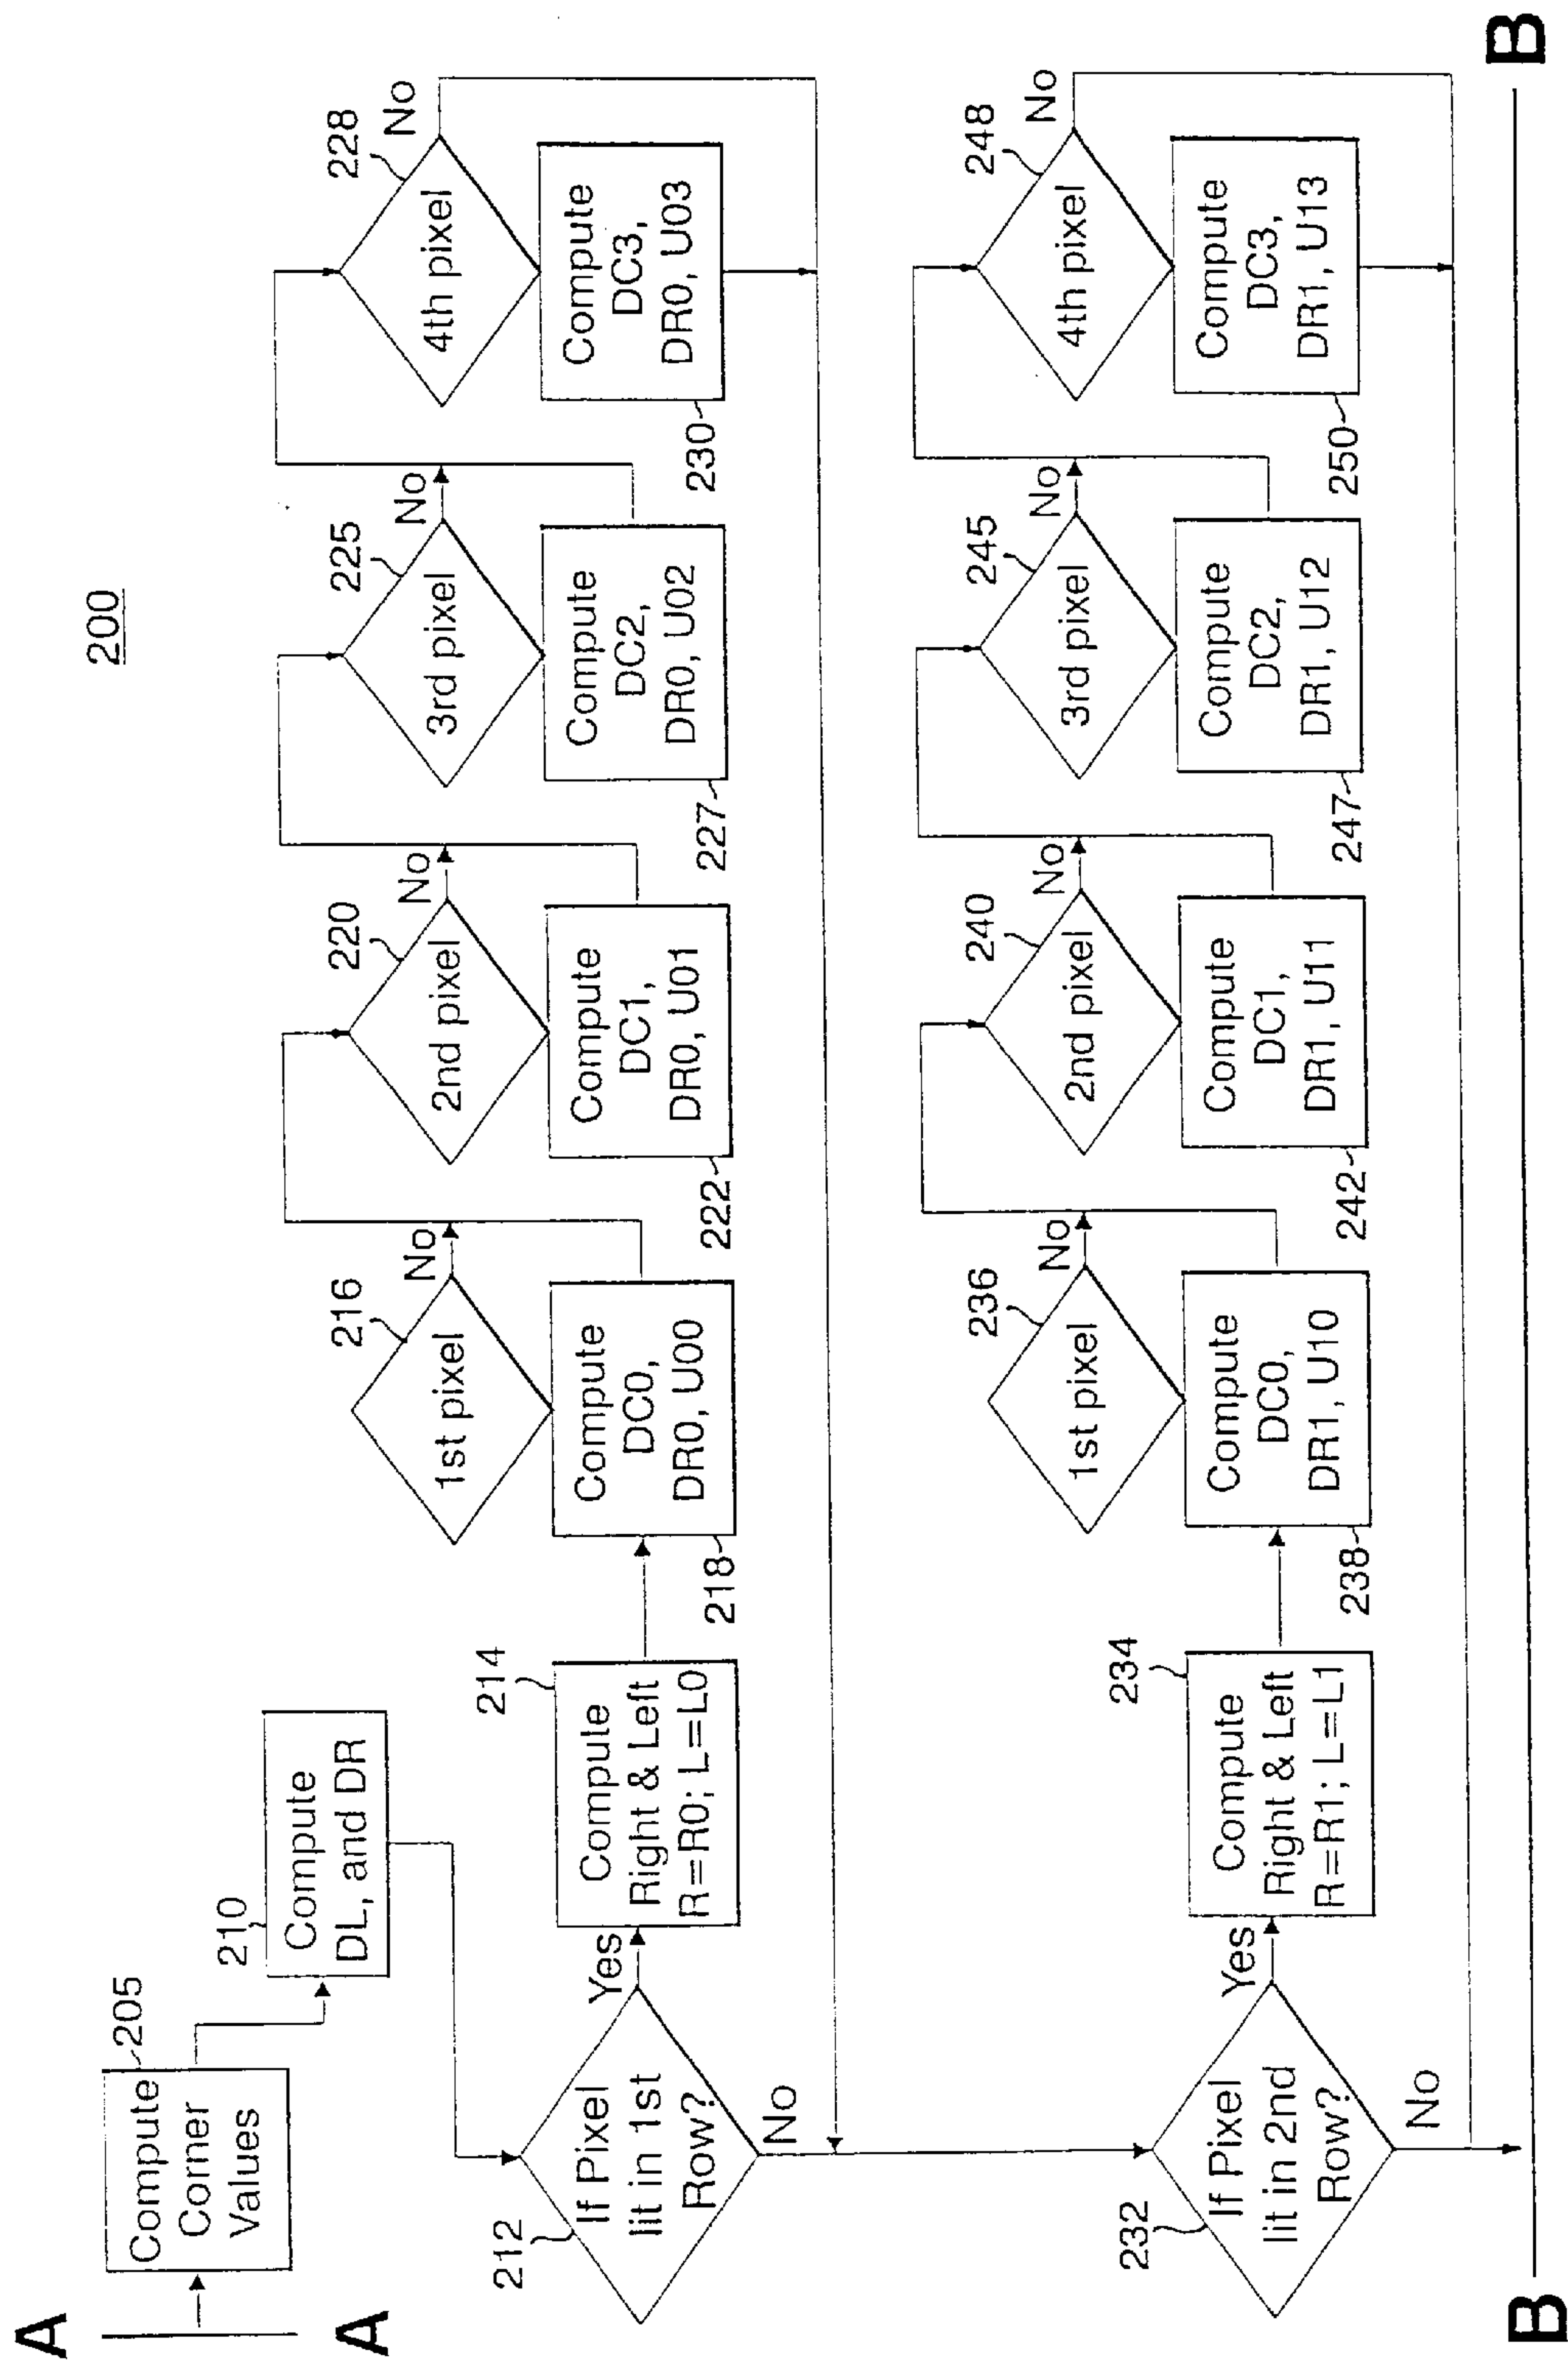 200
A
A
Compute
Corner
Values
205
210
Compute
DL, and DR
212
If Pixel
lit in 1st
Row?
Yes
No
214
Compute
Right & Left
R=R0; L=L0
216
1st pixel
No
218
Compute
DC0,
DR0, U00
220
2nd pixel
No
222
Compute
DC1,
DR0, U01
225
3rd pixel
No
227
Compute
DC2,
DR0, U02
228
4th pixel
No
230
Compute
DC3,
DR0, U03
232
If Pixel
lit in 2nd
Row?
Yes
No
234
Compute
Right & Left
R=R1; L=L1
236
1st pixel
No
238
Compute
DC0,
DR1, U10
240
2nd pixel
No
242
Compute
DC1,
DR1, U11
245
3rd pixel
No
247
Compute
DC2,
DR1, U12
248
4th pixel
No
250
Compute
DC3,
DR1, U13
B
B